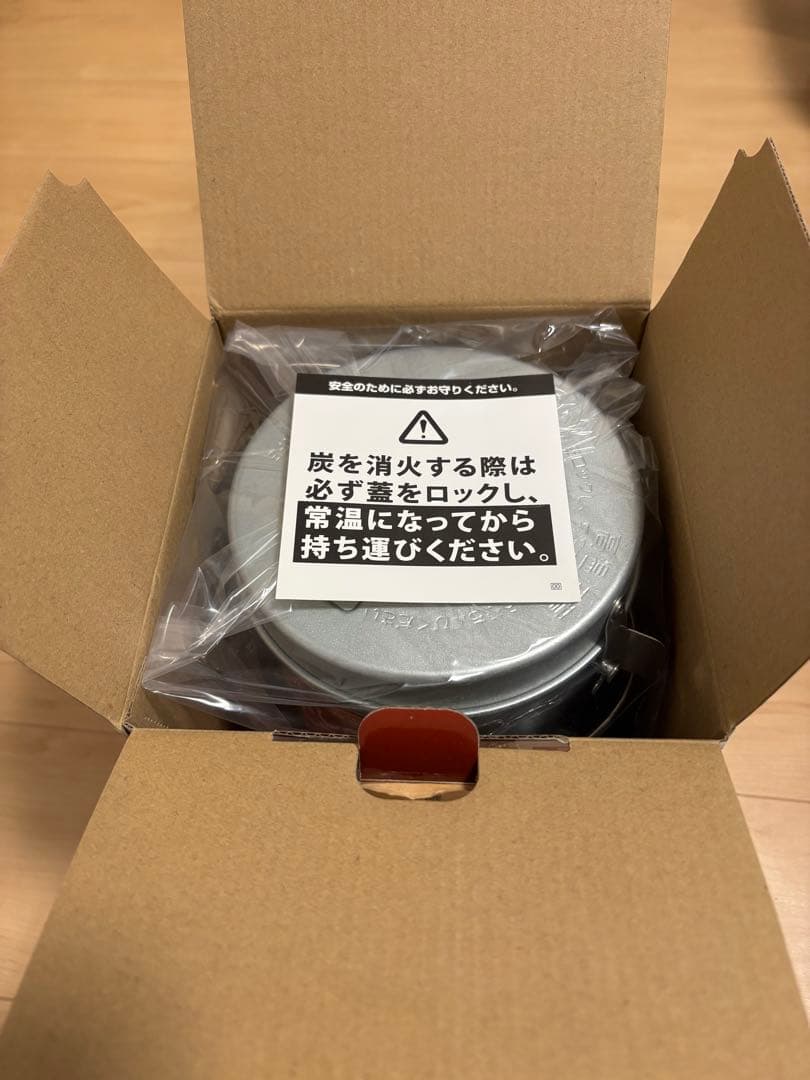 安全のために必ずお守りください。
炭を消火する際は
必ず蓋をロックし、
常温になってから
持ち運びください。